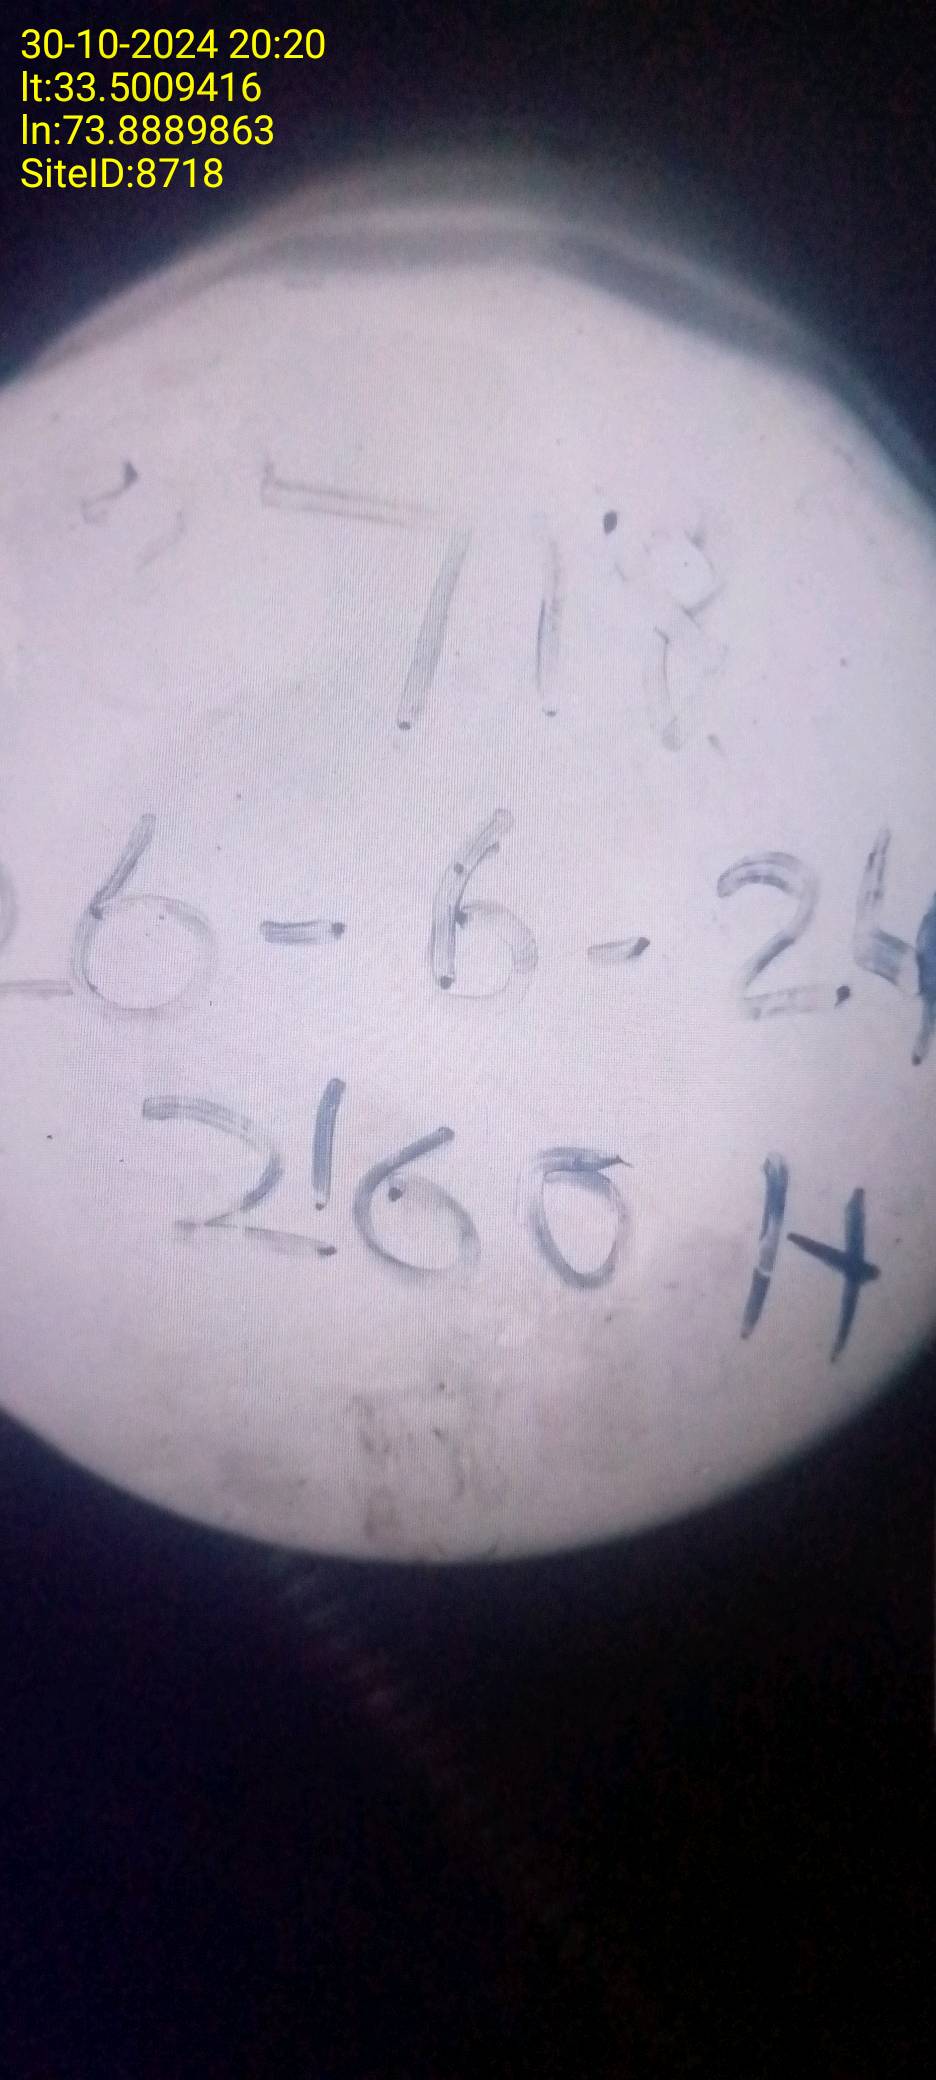 30-10-2024 20:20
lt:33.5009416
ln:73.8889863
SiteID:8718
8718
26-6-24
2160 H